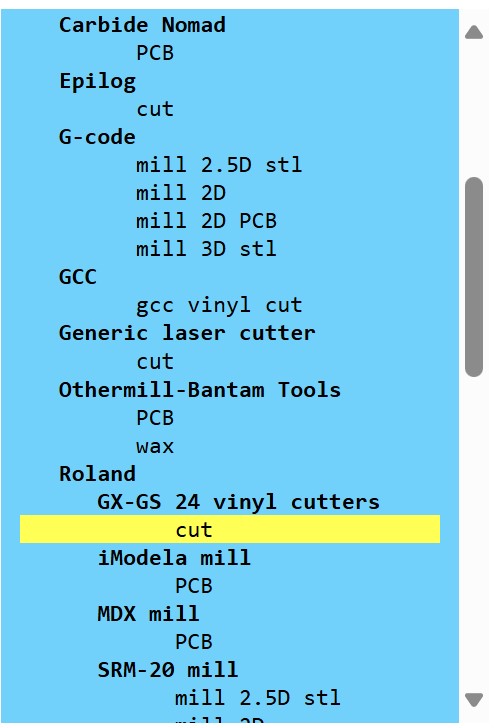 Carbide Nomad
PCB
Epilog
cut
G-code
mill 2.5D stl
mill 2D
mill 2D PCB
mill 3D stl
GCC
gcc vinyl cut
Generic laser cutter
cut
Othermill-Bantam Tools
PCB
wax
Roland
GX-GS 24 vinyl cutters
cut
iModela mill
PCB
MDX mill
PCB
SRM-20 mill
mill 2.5D stl
mill 2D